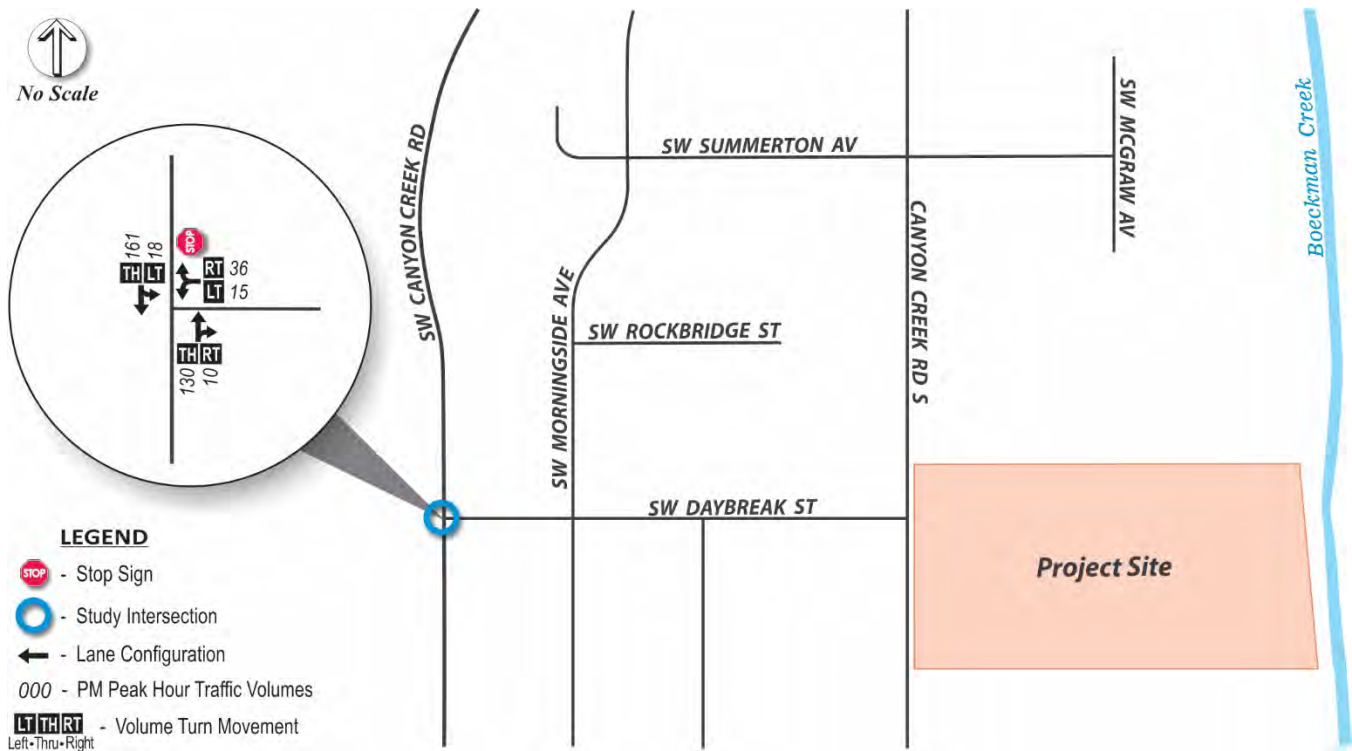 No Scale
161
18
STOP
TH LT
RT 36
LT 15
TH RT
130
10
SW CANYON CREEK RD
SW MORNINGSIDE AVE
SW SUMMERTON AV
SW ROCKBRIDGE ST
SW DAYBREAK ST
CANYON CREEK RD S
SW MCGRAW AV
Boeckman Creek
Project Site
LEGEND
STOP - Stop Sign
- Study Intersection
- Lane Configuration
000 - PM Peak Hour Traffic Volumes
LT TH RT - Volume Turn Movement
Left•Thru•Right